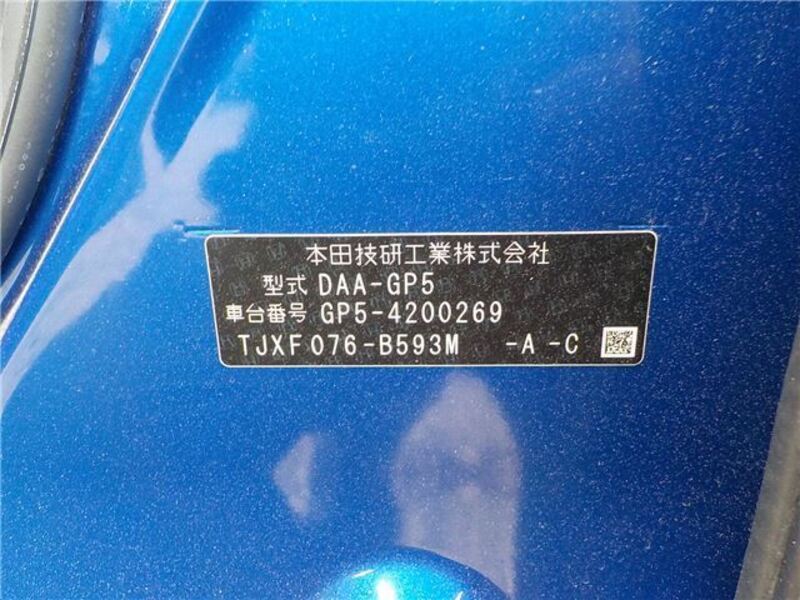 本田技研工業株式会社
型式 DAA-GP5
車台番号 GP5-4200269
TJXF076-B593M -A -C